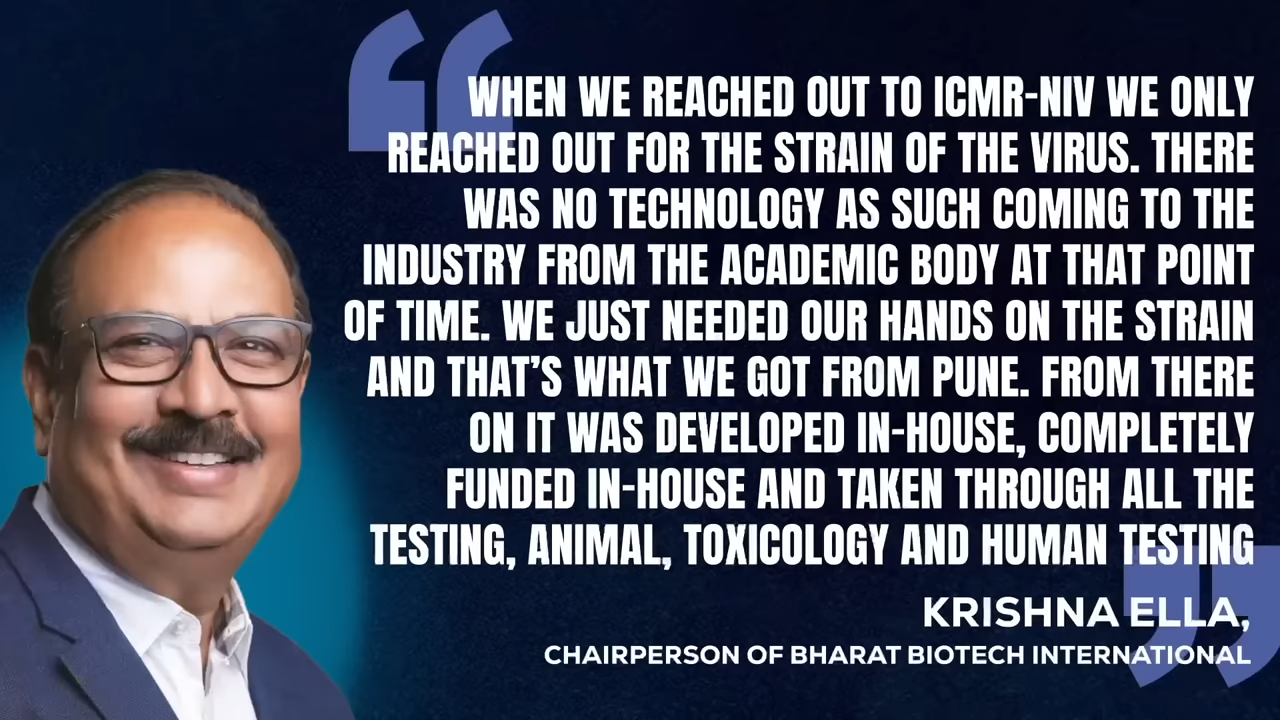 WHEN WE REACHED OUT TO ICMR-NIV WE ONLY
REACHED OUT FOR THE STRAIN OF THE VIRUS. THERE
WAS NO TECHNOLOGY AS SUCH COMING TO THE
INDUSTRY FROM THE ACADEMIC BODY AT THAT POINT
OF TIME. WE JUST NEEDED OUR HANDS ON THE STRAIN
AND THAT’S WHAT WE GOT FROM PUNE. FROM THERE
ON IT WAS DEVELOPED IN-HOUSE, COMPLETELY
FUNDED IN-HOUSE AND TAKEN THROUGH ALL THE
TESTING, ANIMAL, TOXICOLOGY AND HUMAN TESTING
KRISHNA ELLA,
CHAIRPERSON OF BHARAT BIOTECH INTERNATIONAL